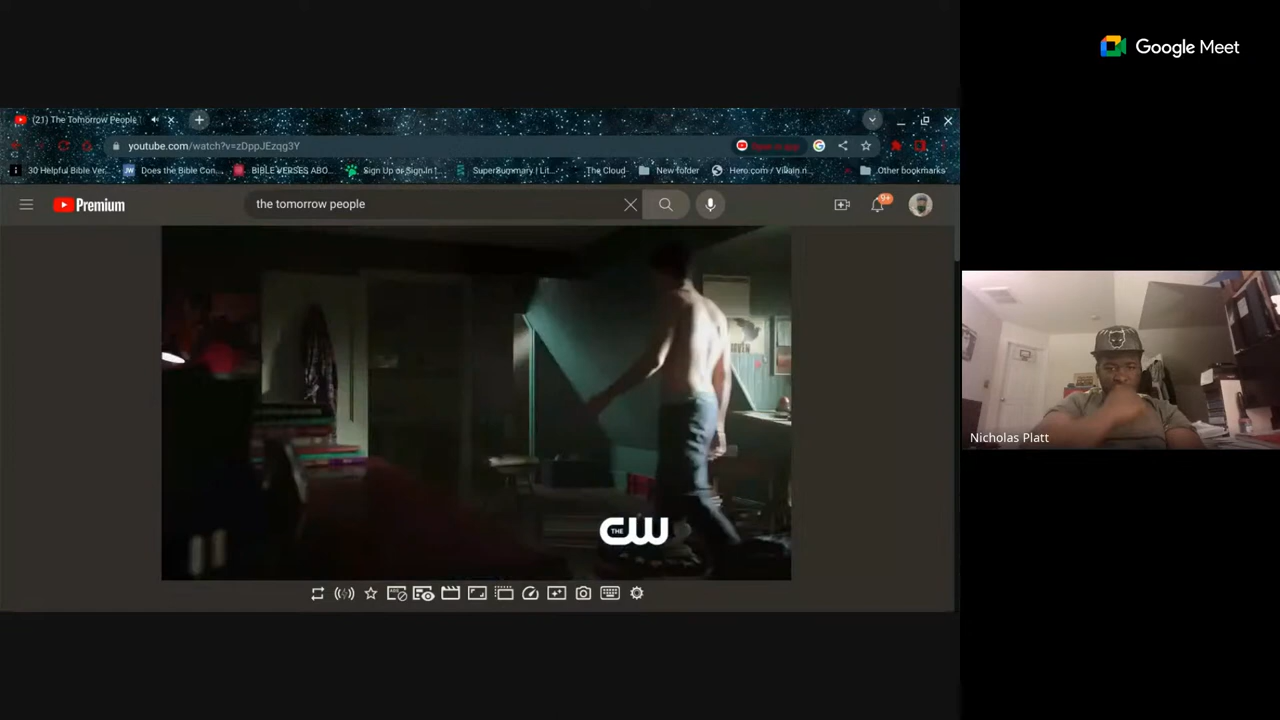 Google Meet
(21) The Tomorrow People
youtube.com/watch?v=zDppJEzqg3Y
30 Helpful Bible Ver...
Does the Bible Con...
BIBLE VERSES ABO...
Sign Up or Sign In |
SuperSummary | Lit...
The Cloud
New folder
Hero.com / Villain.n...
Other bookmarks
Premium
the tomorrow people
9+
THE CW
Nicholas Platt